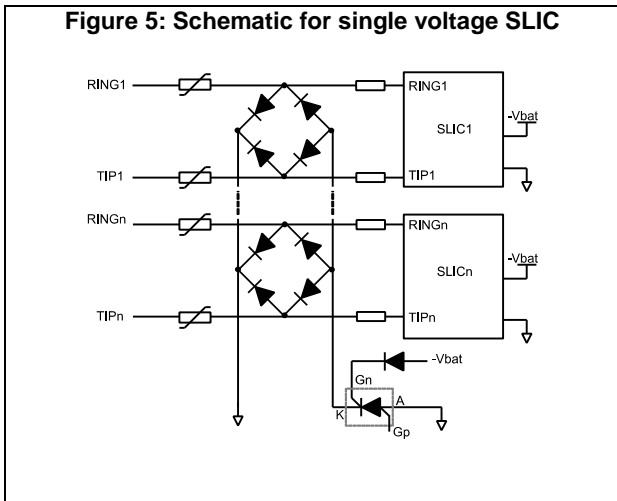 Figure 5: Schematic for single voltage SLIC
RING1
RING1
-Vbat
SLIC1
TIP1
TIP1
RINGn
RINGn
-Vbat
SLICn
TIPn
TIPn
-Vbat
Gn
K
A
Gp